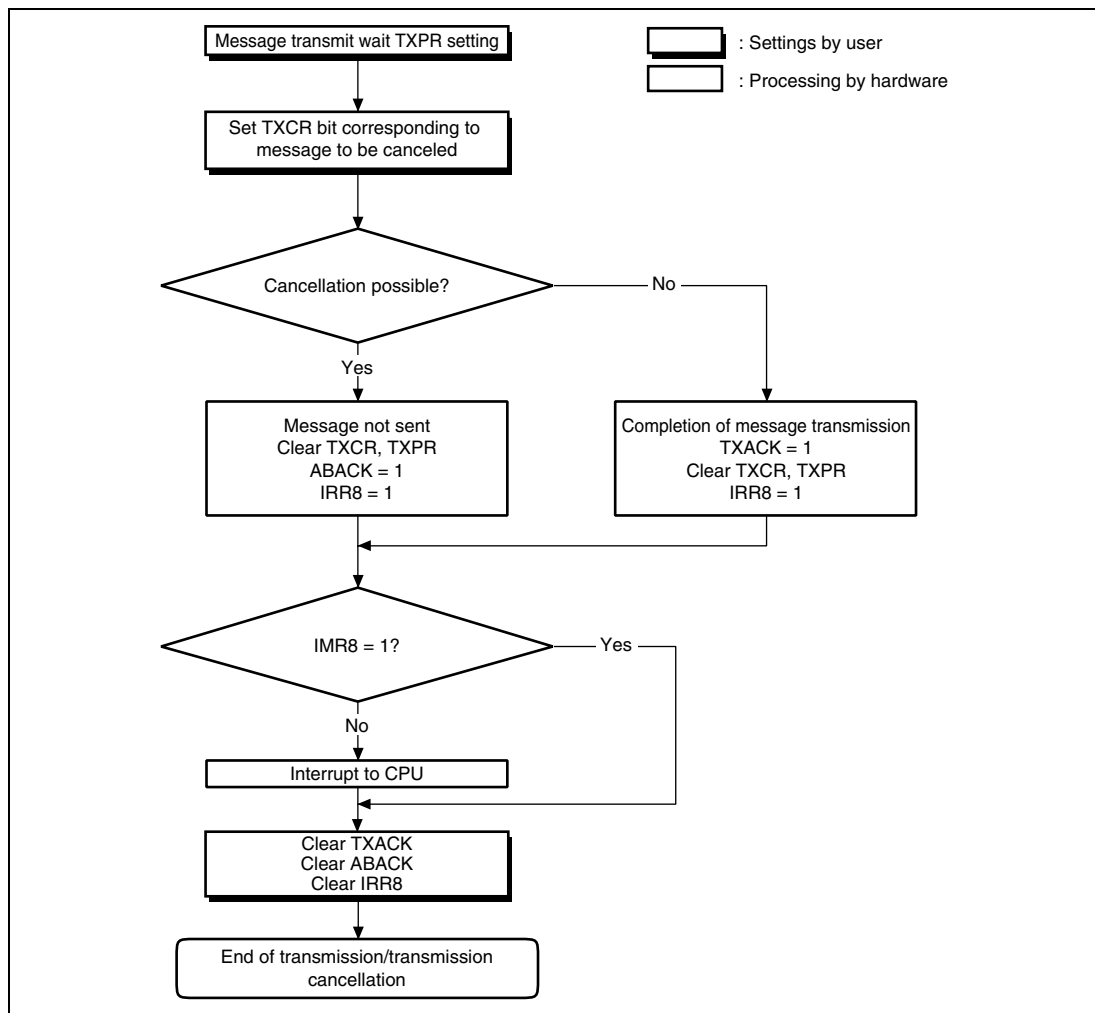 Message transmit wait TXPR setting
: Settings by user
: Processing by hardware
Set TXCR bit corresponding to
message to be canceled
Cancellation possible?
No
Yes
Message not sent
Clear TXCR, TXPR
ABACK = 1
IRR8 = 1
Completion of message transmission
TXACK = 1
Clear TXCR, TXPR
IRR8 = 1
IMR8 = 1?
Yes
No
Interrupt to CPU
Clear TXACK
Clear ABACK
Clear IRR8
End of transmission/transmission
cancellation